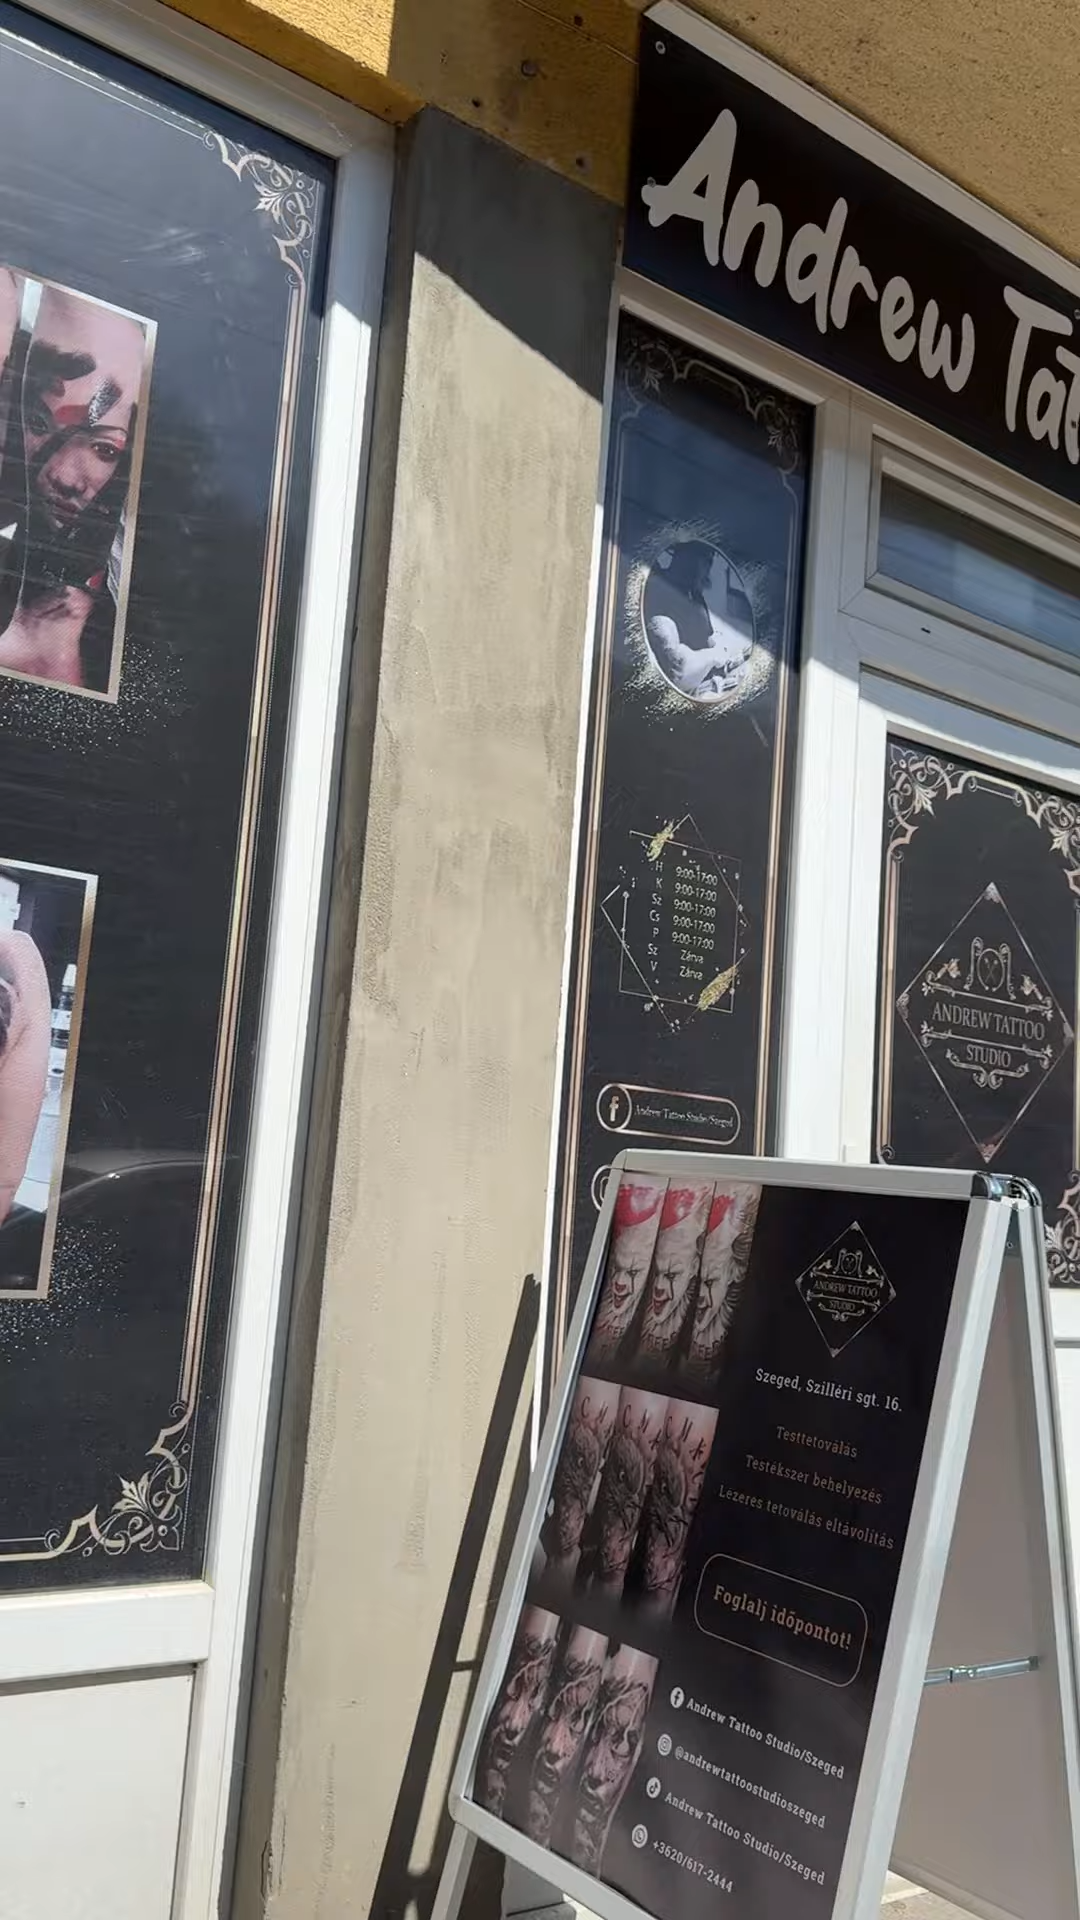 Andrew Tat
H 9:00-17:00
K 9:00-17:00
Sz 9:00-17:00
Cs 9:00-17:00
P 9:00-17:00
Sz Zárva
V Zárva
Andrew Tattoo Studio/Szeged
ANDREW TATTOO
STUDIO
ANDREW TATTOO
STUDIO
Szeged, Szilléri sgt. 16.
Testtetoválás
Testékszer behelyezés
Lézeres tetoválás eltávolítás
Foglalj időpontot!
Andrew Tattoo Studio/Szeged
@andrewtattoostudioszeged
Andrew Tattoo Studio/Szeged
+3620/617-2444